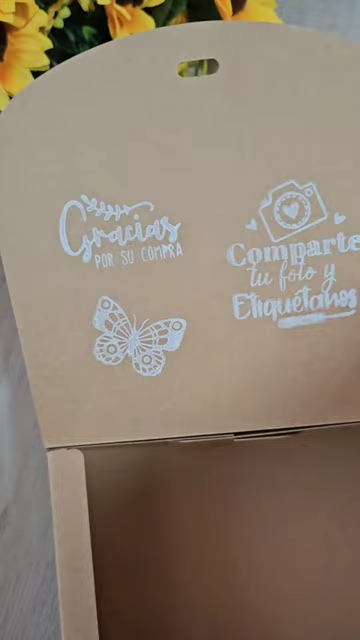 Gracias
POR SU COMPRA
Comparte
tu foto y
Etiquétanos